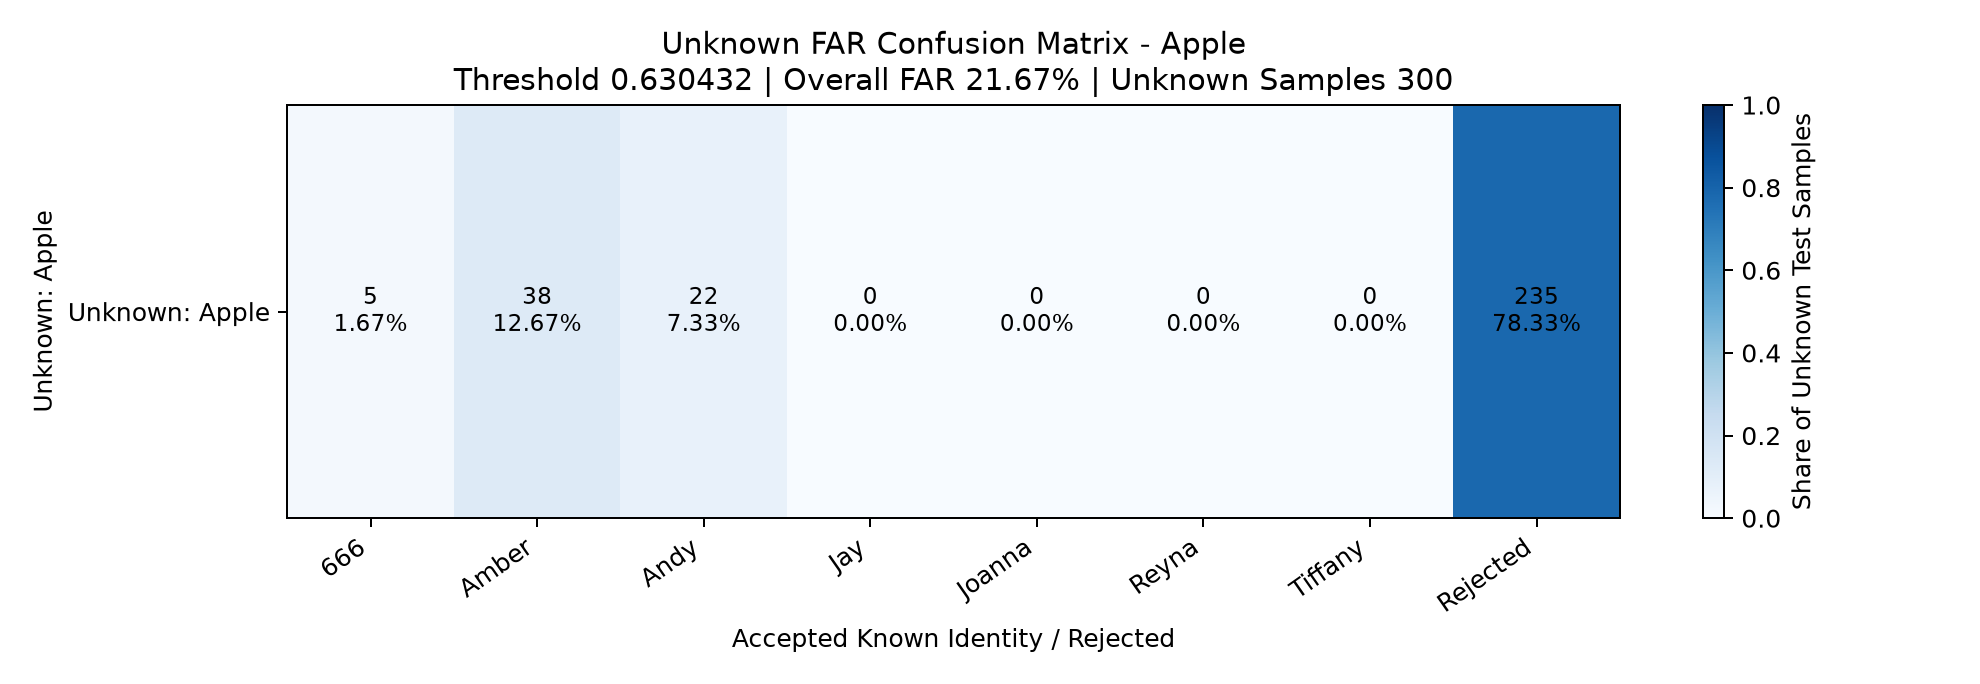 Unknown FAR Confusion Matrix - Apple
Threshold 0.630432 | Overall FAR 21.67% | Unknown Samples 300
Unknown: Apple
Unknown: Apple
5
1.67%
38
12.67%
22
7.33%
0
0.00%
0
0.00%
0
0.00%
0
0.00%
235
78.33%
666
Amber
Andy
Jay
Joanna
Reyna
Tiffany
Rejected
Accepted Known Identity / Rejected
1.0
0.8
0.6
0.4
0.2
0.0
Share of Unknown Test Samples